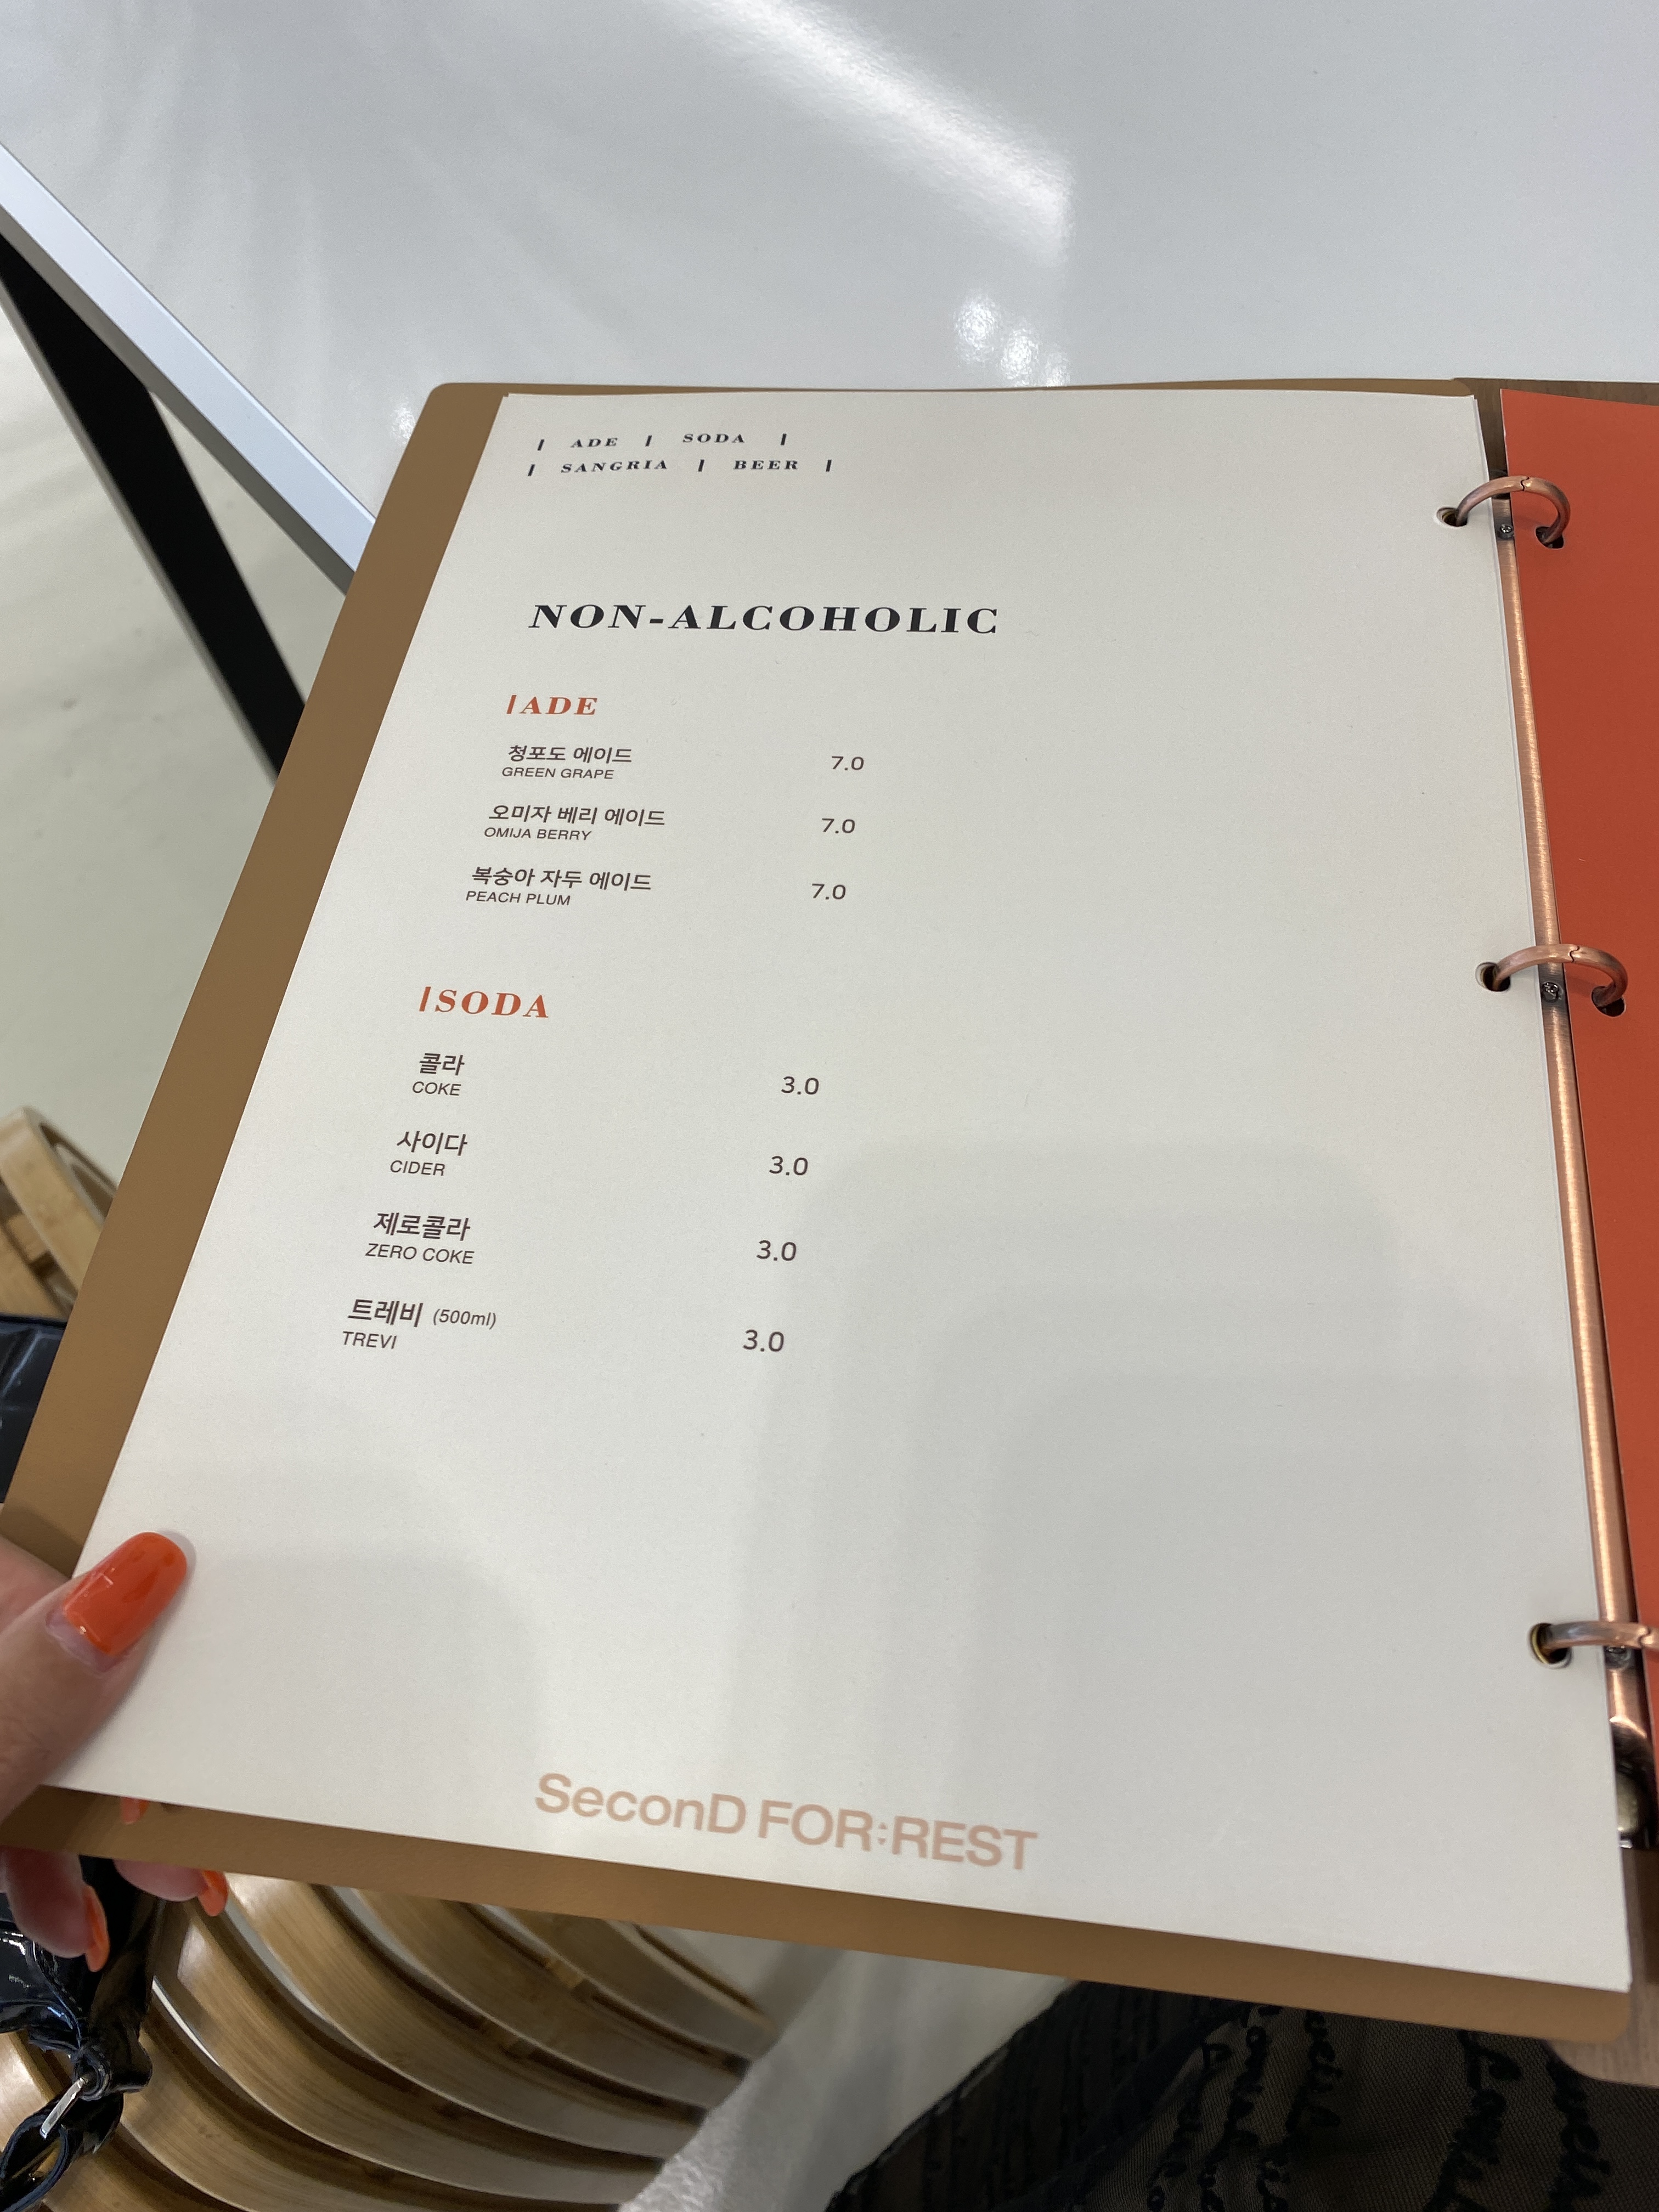 | ADE | SODA |
| SANGRIA | BEER |
NON-ALCOHOLIC
|ADE
청포도 에이드 7.0
GREEN GRAPE
오미자 베리 에이드 7.0
OMIJA BERRY
복숭아 자두 에이드 7.0
PEACH PLUM
|SODA
콜라 3.0
COKE
사이다 3.0
CIDER
제로콜라 3.0
ZERO COKE
트레비 (500ml) 3.0
TREVI
SeconD FOR:REST